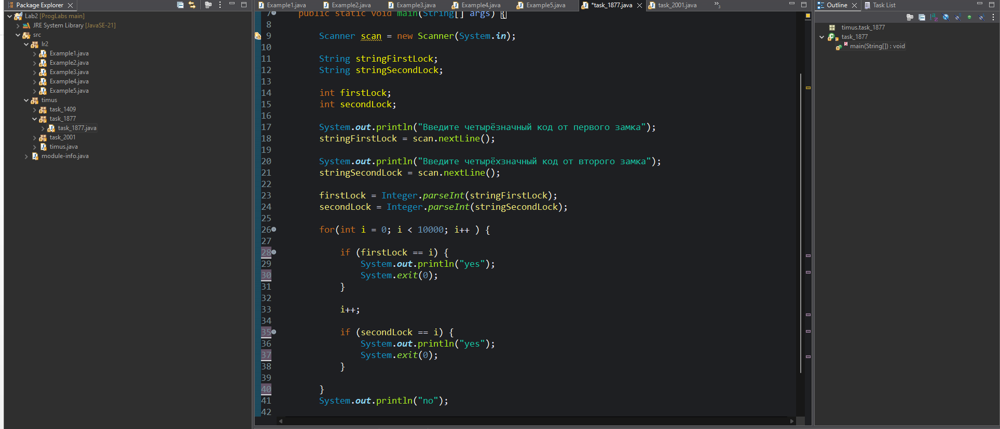 Package Explorer
Lab2 [ProgLabs main]
JRE System Library [JavaSE-21]
src
lr2
Example1.java
Example2.java
Example3.java
Example4.java
Example5.java
timus
task_1409
task_1877
task_1877.java
task_2001
timus.java
module-info.java
Example1.java Example2.java Example3.java Example4.java Example5.java *task_1877.java task_2001.java »3
7 public static void main(String[] args) {
8
9 Scanner scan = new Scanner(System.in);
10
11 String stringFirstLock;
12 String stringSecondLock;
13
14 int firstLock;
15 int secondLock;
16
17 System.out.println("Введите четырёзначный код от первого замка");
18 stringFirstLock = scan.nextLine();
19
20 System.out.println("Введите четырёхзначный код от второго замка");
21 stringSecondLock = scan.nextLine();
22
23 firstLock = Integer.parseInt(stringFirstLock);
24 secondLock = Integer.parseInt(stringSecondLock);
25
26 for(int i = 0; i < 10000; i++ ) {
27
28 if (firstLock == i) {
29 System.out.println("yes");
30 System.exit(0);
31 }
32
33 i++;
34
35 if (secondLock == i) {
36 System.out.println("yes");
37 System.exit(0);
38 }
39
40 }
41 System.out.println("no");
42
Outline Task List
timus.task_1877
task_1877
main(String[]) : void